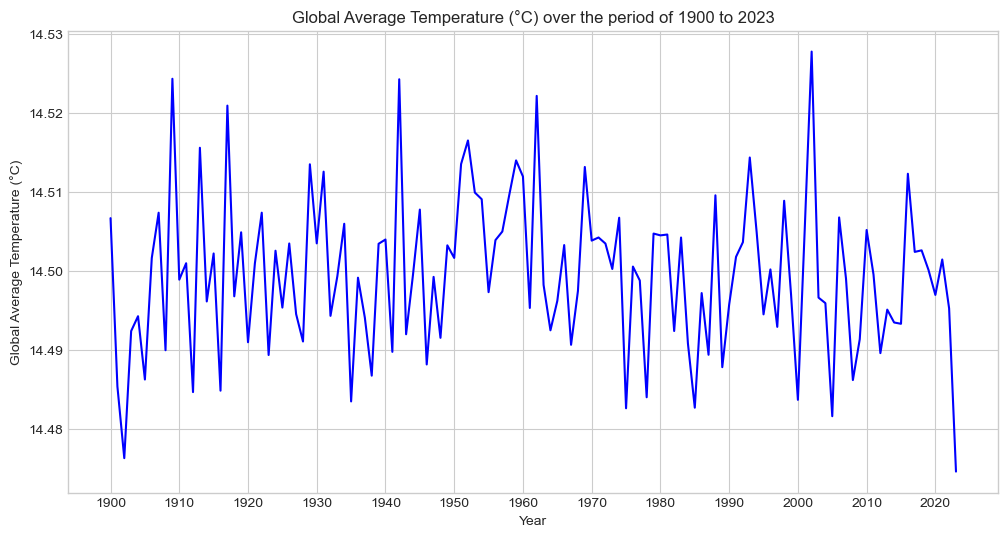 Global Average Temperature (°C) over the period of 1900 to 2023
Global Average Temperature (°C)
14.53
14.52
14.51
14.50
14.49
14.48
1900 1910 1920 1930 1940 1950 1960 1970 1980 1990 2000 2010 2020
Year